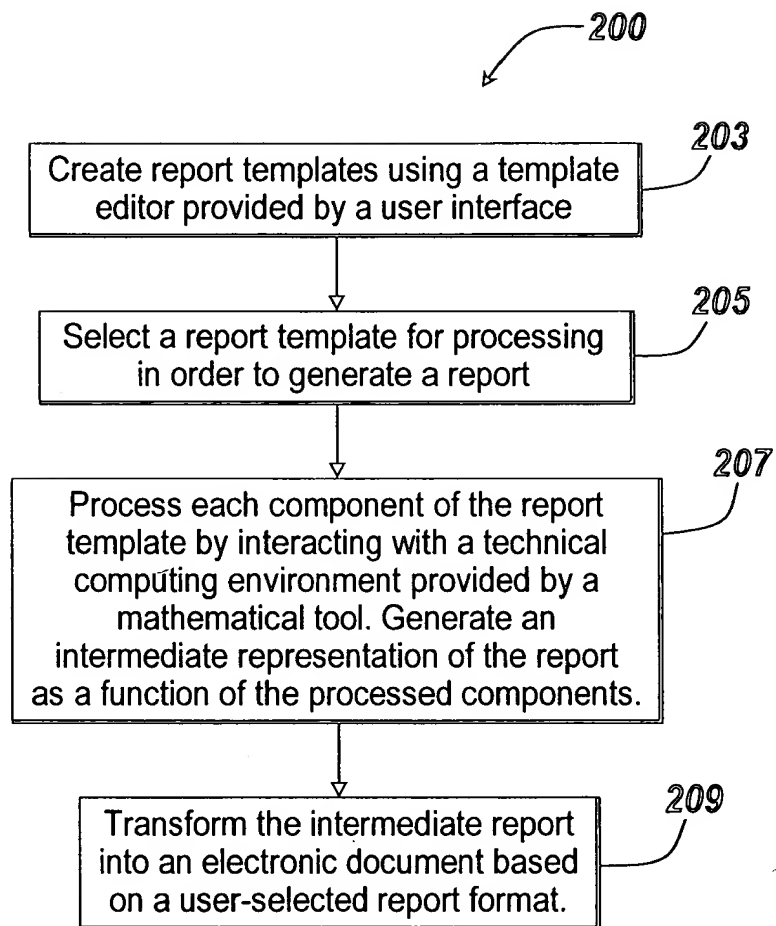 200
203
Create report templates using a template
editor provided by a user interface
205
Select a report template for processing
in order to generate a report
207
Process each component of the report
template by interacting with a technical
computing environment provided by a
mathematical tool. Generate an
intermediate representation of the report
as a function of the processed components.
209
Transform the intermediate report
into an electronic document based
on a user-selected report format.